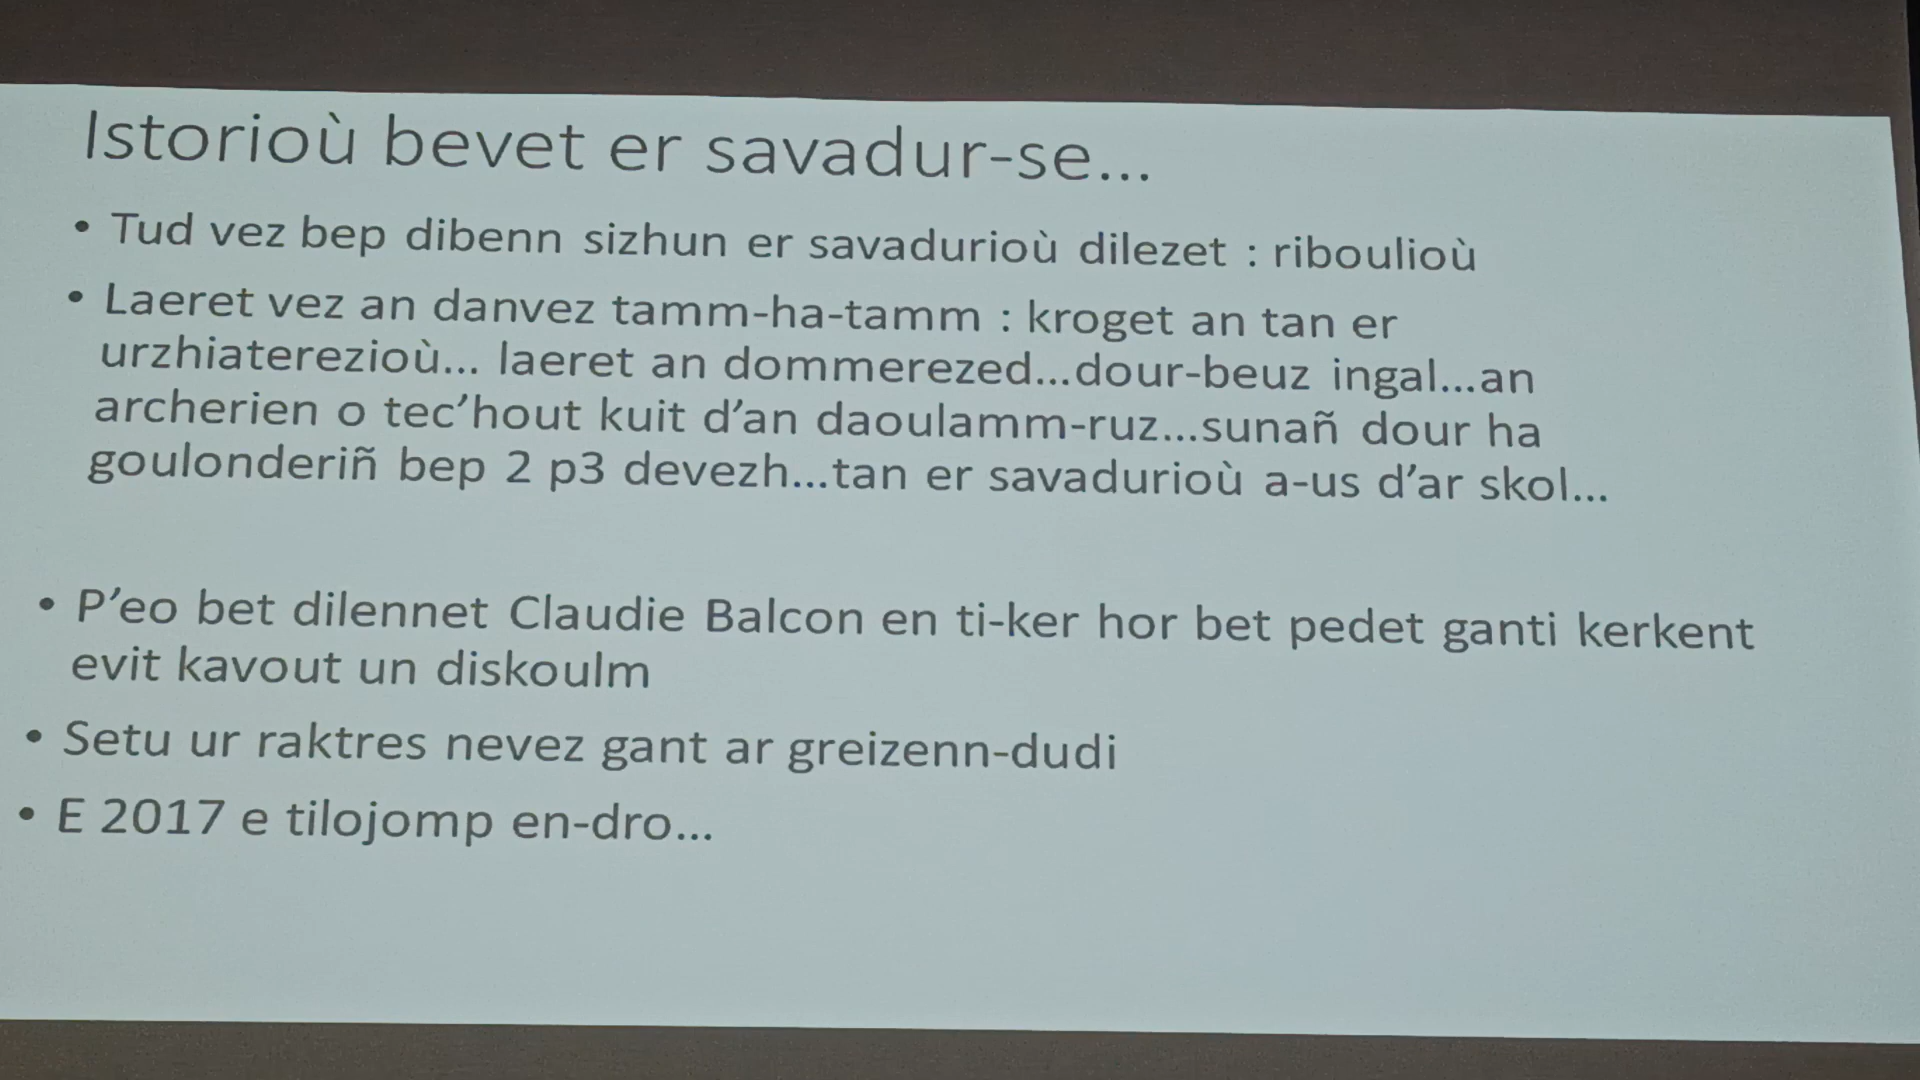 Istorioù bevet er savadur-se...
• Tud vez bep dibenn sizhun er savadurioù dilezet : riboulioù
• Laeret vez an danvez tamm-ha-tamm : kroget an tan er
urzhiaterezioù... laeret an dommerezed...dour-beuz ingal...an
archerien o tec’hout kuit d’an daoulamm-ruz...sunañ dour ha
goulonderiñ bep 2 p3 devezh...tan er savadurioù a-us d’ar skol...
• P’eo bet dilennet Claudie Balcon en ti-ker hor bet pedet ganti kerkent
evit kavout un diskoulm
• Setu ur raktres nevez gant ar greizenn-dudi
• E 2017 e tilojomp en-dro...